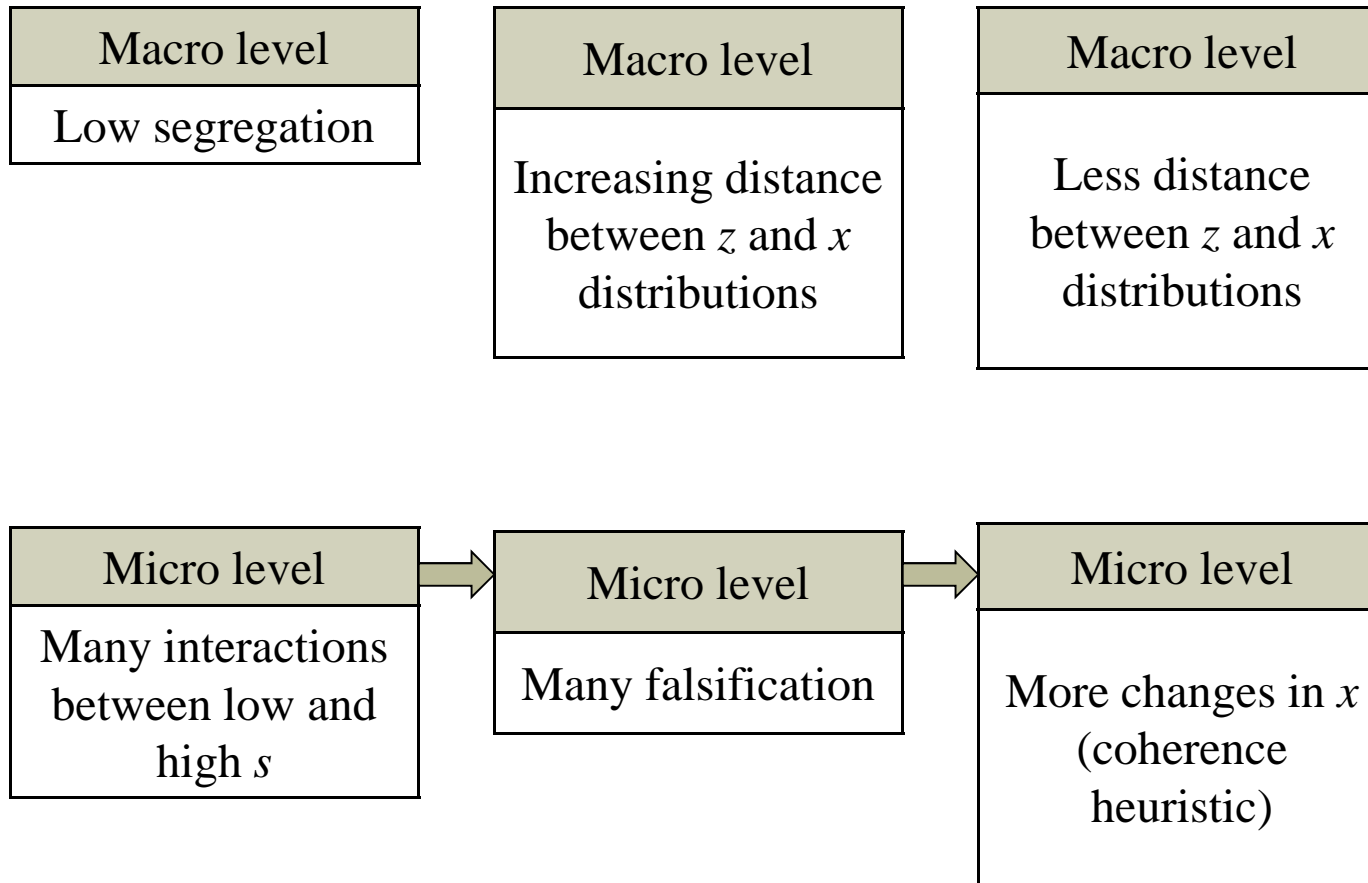 Macro level
Low segregation
Macro level
Increasing distance
between z and x
distributions
Macro level
Less distance
between z and x
distributions
Micro level
Many interactions
between low and
high s
Micro level
Many falsification
Micro level
More changes in x
(coherence
heuristic)